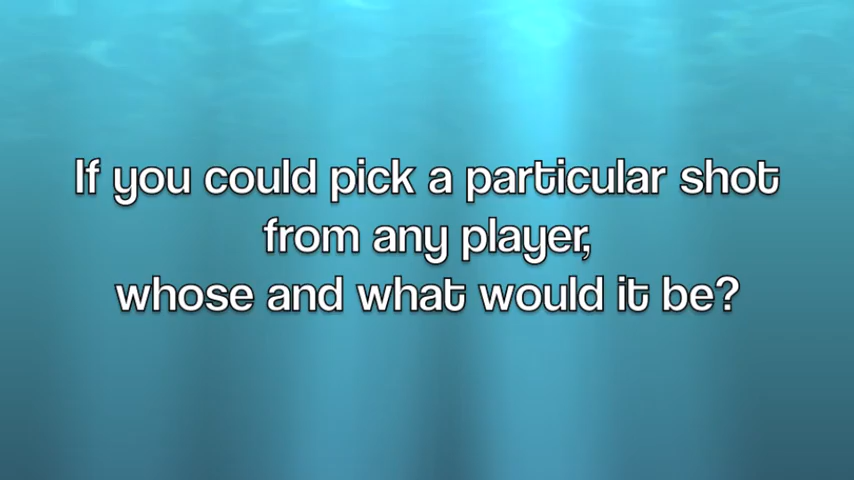 If you could pick a particular shot
from any player,
whose and what would it be?